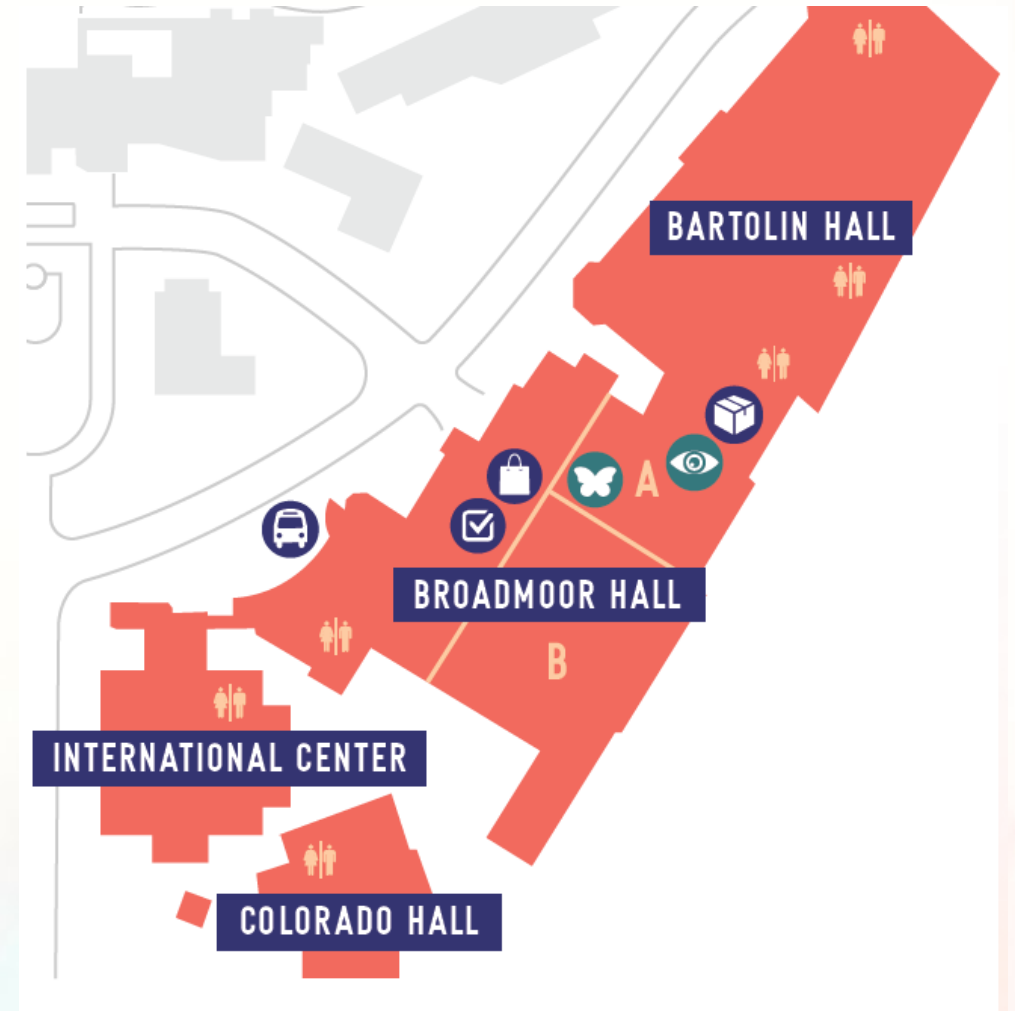 BARTOLIN HALL
A
BROADMOOR HALL
B
INTERNATIONAL CENTER
COLORADO HALL